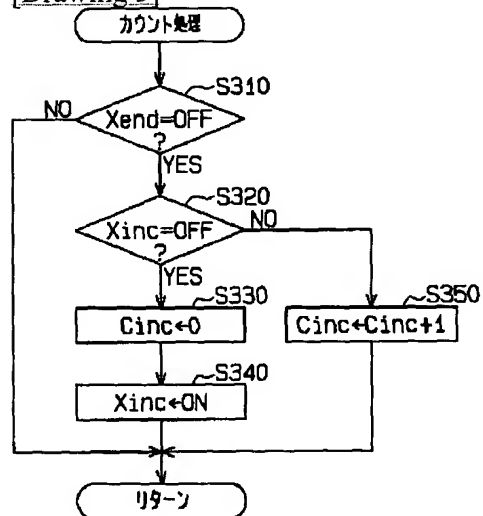 カウント処理
S310
NO
Xend=OFF
?
YES
S320
Xinc=OFF
NO
?
YES
S330
Cinc←0
S350
Cinc←Cinc+1
S340
Xinc←ON
リターン